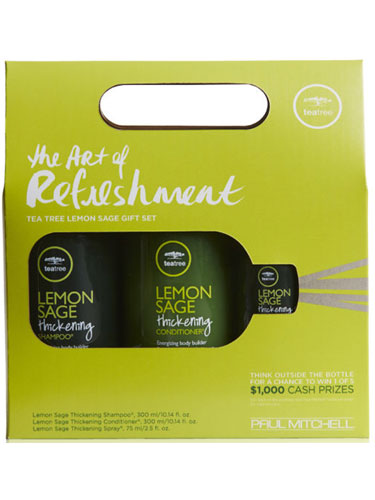 teatree
the Art of
Refreshment
TEA TREE LEMON SAGE GIFT SET
teatree
LEMON
SAGE
thickening
SHAMPOO®
energizing body builder
teatree
LEMON
SAGE
thickening
CONDITIONER®
Energizing body builder
teatree
LEMON
SAGE
thickening
THINK OUTSIDE THE BOTTLE
FOR A CHANCE TO WIN 1 OF 5
$1,000 CASH PRIZES
Lemon Sage Thickening Shampoo®, 300 ml/10.14 fl. oz.
Lemon Sage Thickening Conditioner®, 300 ml/10.14 fl. oz.
Lemon Sage Thickening Spray®, 75 ml/2.5 fl. oz.
PAUL MITCHELL